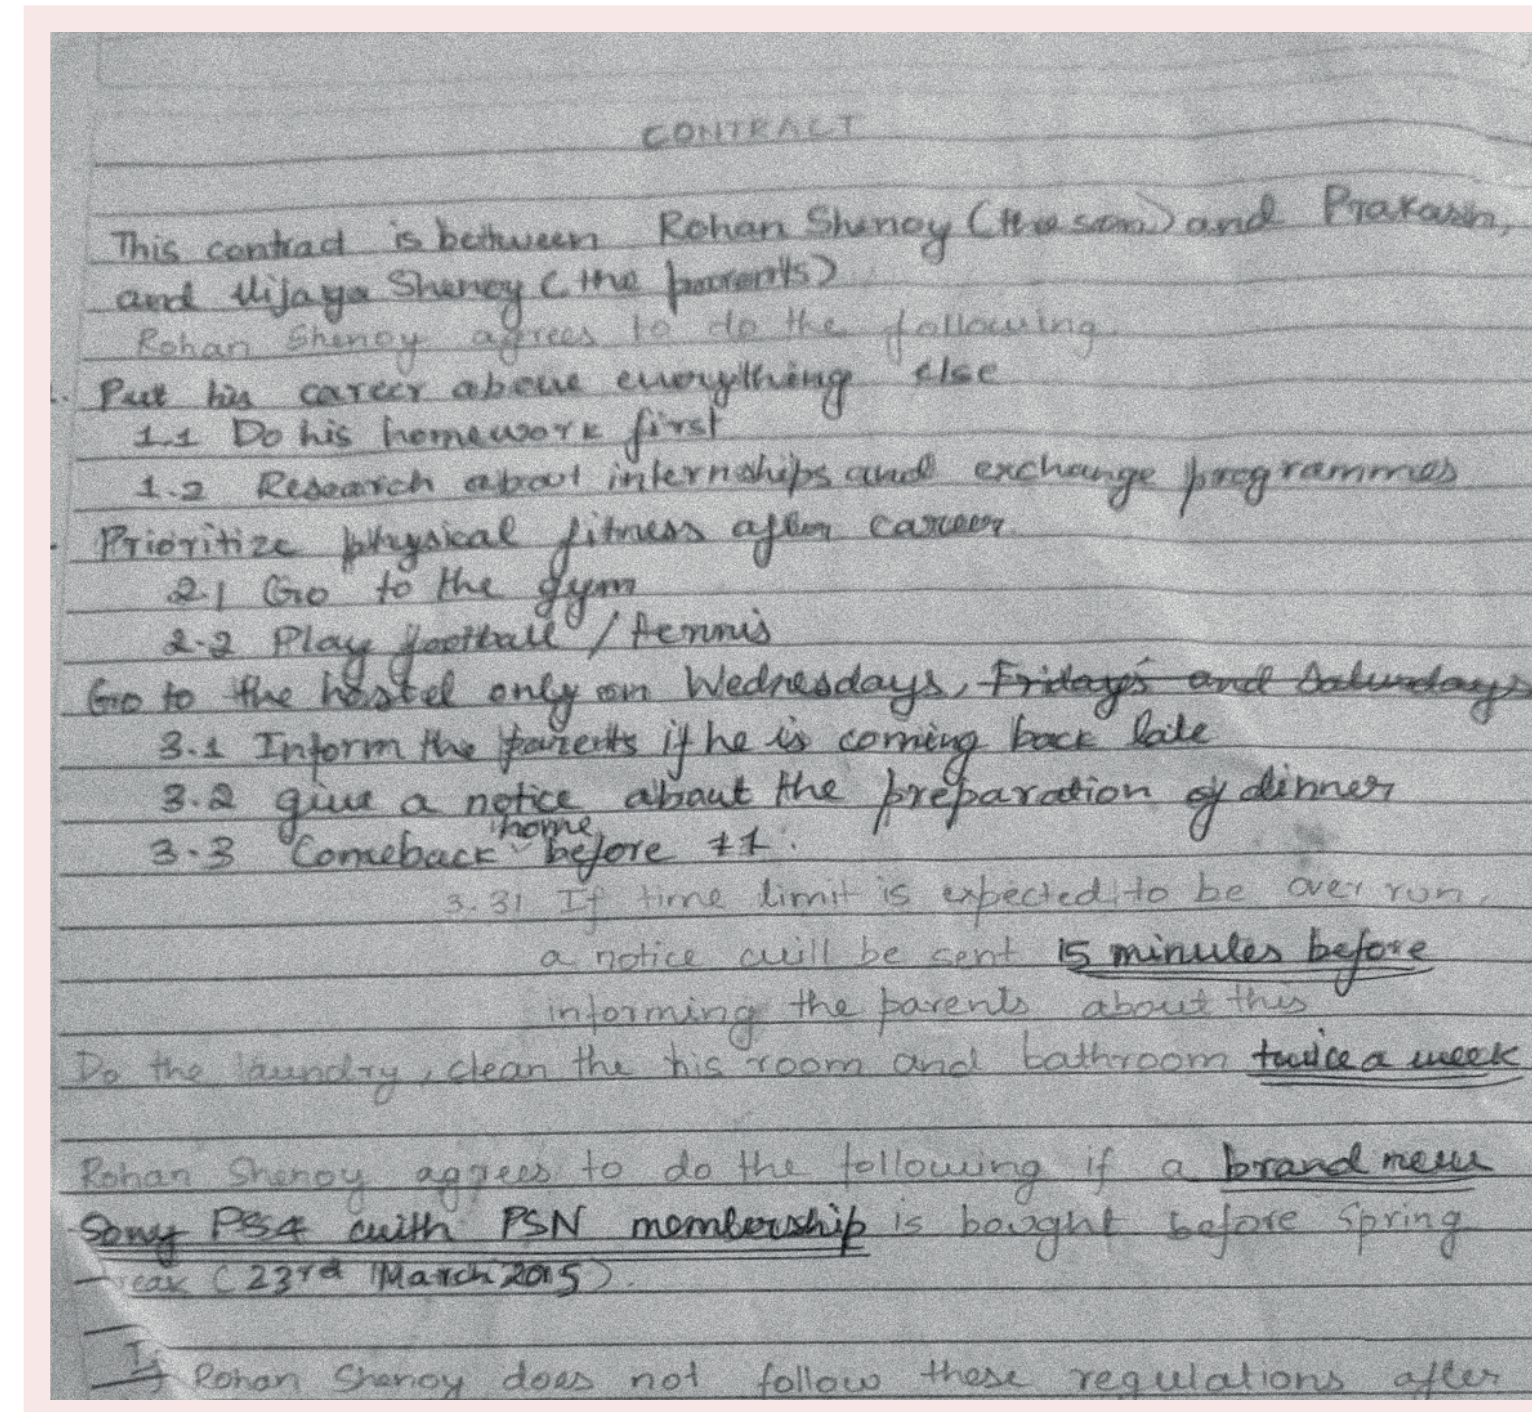 CONTRACT
This contract is between Rohan Shenoy (the son) and Prakash,
and Vijaya Shenoy (the parents)
Rohan Shenoy agrees to do the following
Put his career above everything else
1.1 Do his homework first
1.2 Research about internships and exchange programmes
Prioritize physical fitness after career
2.1 Go to the gym
2.2 Play football / tennis
Go to the hostel only on Wednesdays, Fridays and Saturdays
3.1 Inform the parents if he is coming back late
3.2 give a notice about the preparation of dinner
home
3.3 Comeback before 11.
3.31 If time limit is expected to be over run,
a notice will be sent 15 minutes before
informing the parents about this
Do the laundry, clean the his room and bathroom twice a week
Rohan Shenoy agrees to do the following if a brand new
Sony PS4 with PSN membership is bought before spring
reak (23rd March 2015).
If Rohan Shenoy does not follow these regulations after